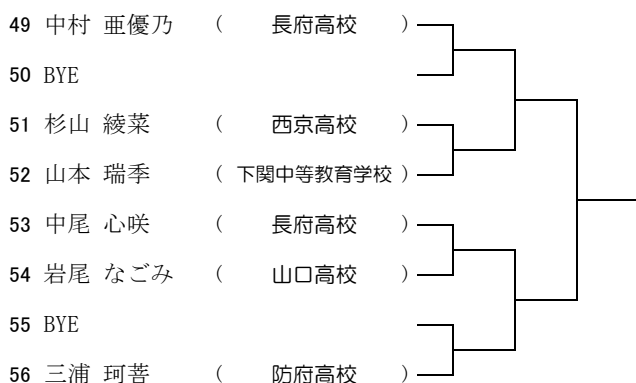 49 中村 亜優乃 ( 長府高校 )
50 BYE
51 杉山 綾菜 ( 西京高校 )
52 山本 瑞季 ( 下関中等教育学校 )
53 中尾 心咲 ( 長府高校 )
54 岩尾 なごみ ( 山口高校 )
55 BYE
56 三浦 珂菩 ( 防府高校 )